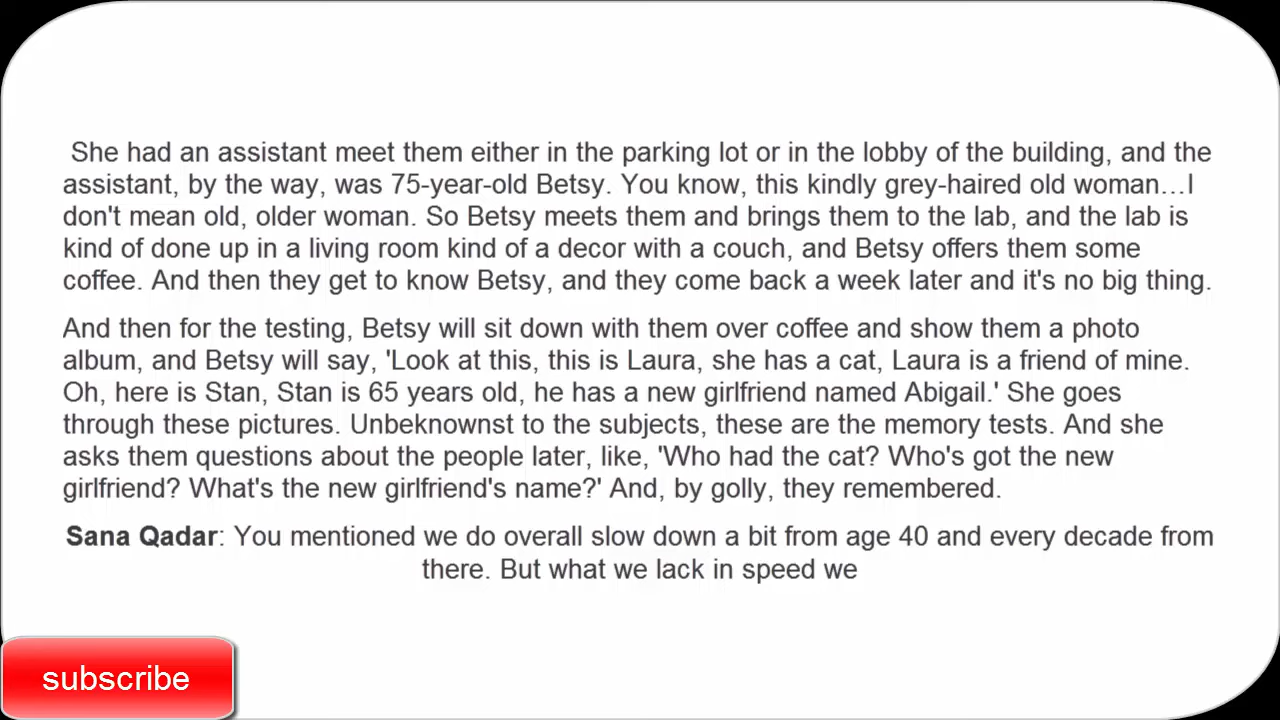 She had an assistant meet them either in the parking lot or in the lobby of the building, and the
assistant, by the way, was 75-year-old Betsy. You know, this kindly grey-haired old woman…I
don't mean old, older woman. So Betsy meets them and brings them to the lab, and the lab is
kind of done up in a living room kind of a decor with a couch, and Betsy offers them some
coffee. And then they get to know Betsy, and they come back a week later and it's no big thing.
And then for the testing, Betsy will sit down with them over coffee and show them a photo
album, and Betsy will say, 'Look at this, this is Laura, she has a cat, Laura is a friend of mine.
Oh, here is Stan, Stan is 65 years old, he has a new girlfriend named Abigail.' She goes
through these pictures. Unbeknownst to the subjects, these are the memory tests. And she
asks them questions about the people later, like, 'Who had the cat? Who's got the new
girlfriend? What's the new girlfriend's name?' And, by golly, they remembered.
Sana Qadar: You mentioned we do overall slow down a bit from age 40 and every decade from
there. But what we lack in speed we
subscribe